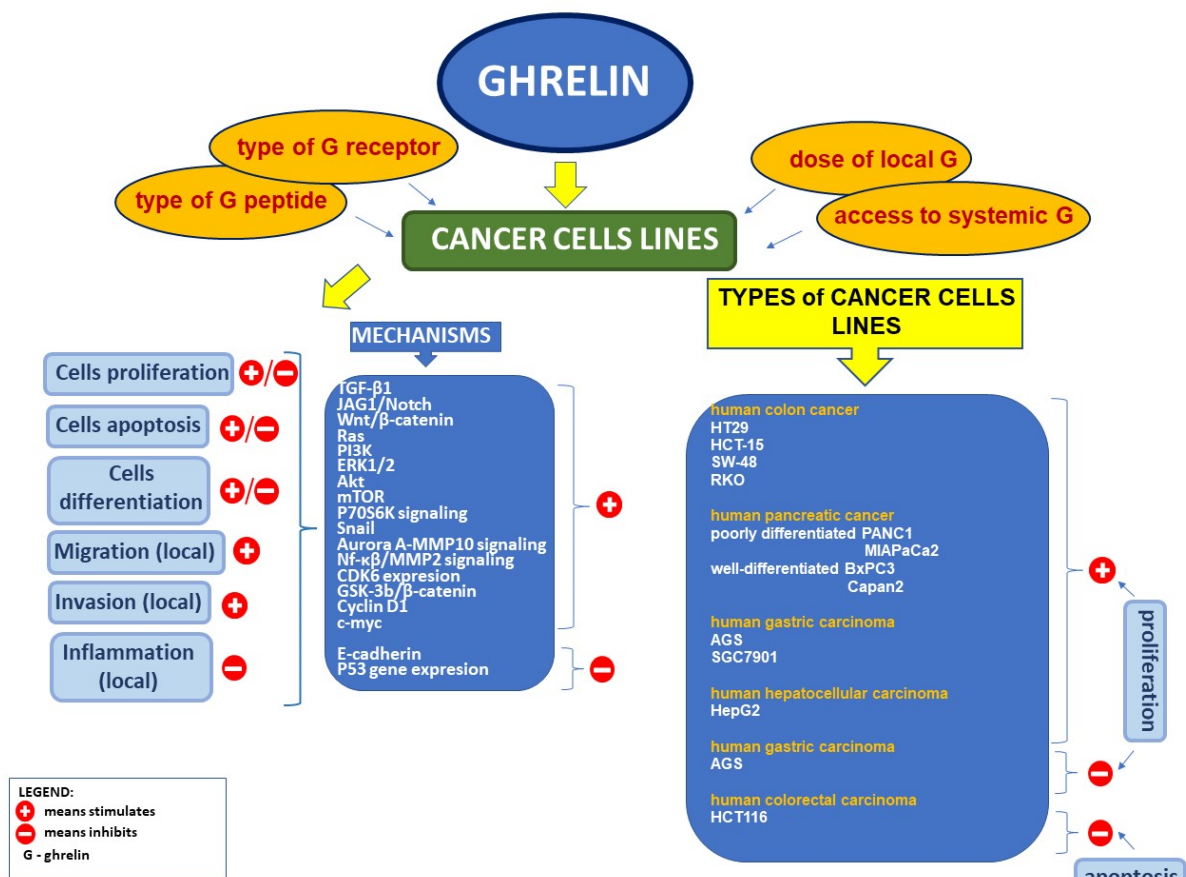 GHRELIN
type of G receptor
type of G peptide
dose of local G
access to systemic G
CANCER CELLS LINES
TYPES of CANCER CELLS
LINES
MECHANISMS
Cells proliferation +/−
Cells apoptosis +/−
Cells
differentiation +/−
Migration (local) +
Invasion (local) +
Inflammation
(local) −
TGF-β1
JAG1/Notch
Wnt/β-catenin
Ras
PI3K
ERK1/2
Akt
mTOR
P70S6K signaling
Snail
Aurora A-MMP10 signaling
Nf-κβ/MMP2 signaling
CDK6 expresion
GSK-3b/β-catenin
Cyclin D1
c-myc
+
E-cadherin
P53 gene expresion
−
human colon cancer
HT29
HCT-15
SW-48
RKO
human pancreatic cancer
poorly differentiated PANC1
MIAPaCa2
well-differentiated BxPC3
Capan2
human gastric carcinoma
AGS
SGC7901
human hepatocellular carcinoma
HepG2
+
human gastric carcinoma
AGS
−
proliferation
human colorectal carcinoma
HCT116
−
apoptosis
LEGEND:
+ means stimulates
− means inhibits
G - ghrelin